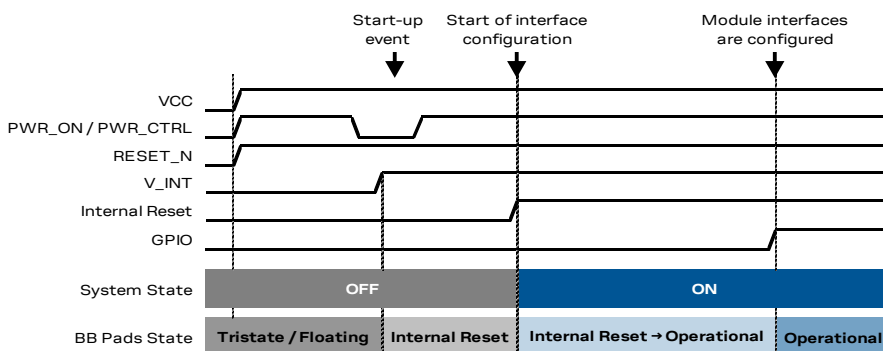 Start-up
event
Start of interface
configuration
Module interfaces
are configured
VCC
PWR_ON / PWR_CTRL
RESET_N
V_INT
Internal Reset
GPIO
System State
OFF
ON
BB Pads State
Tristate / Floating
Internal Reset
Internal Reset → Operational
Operational